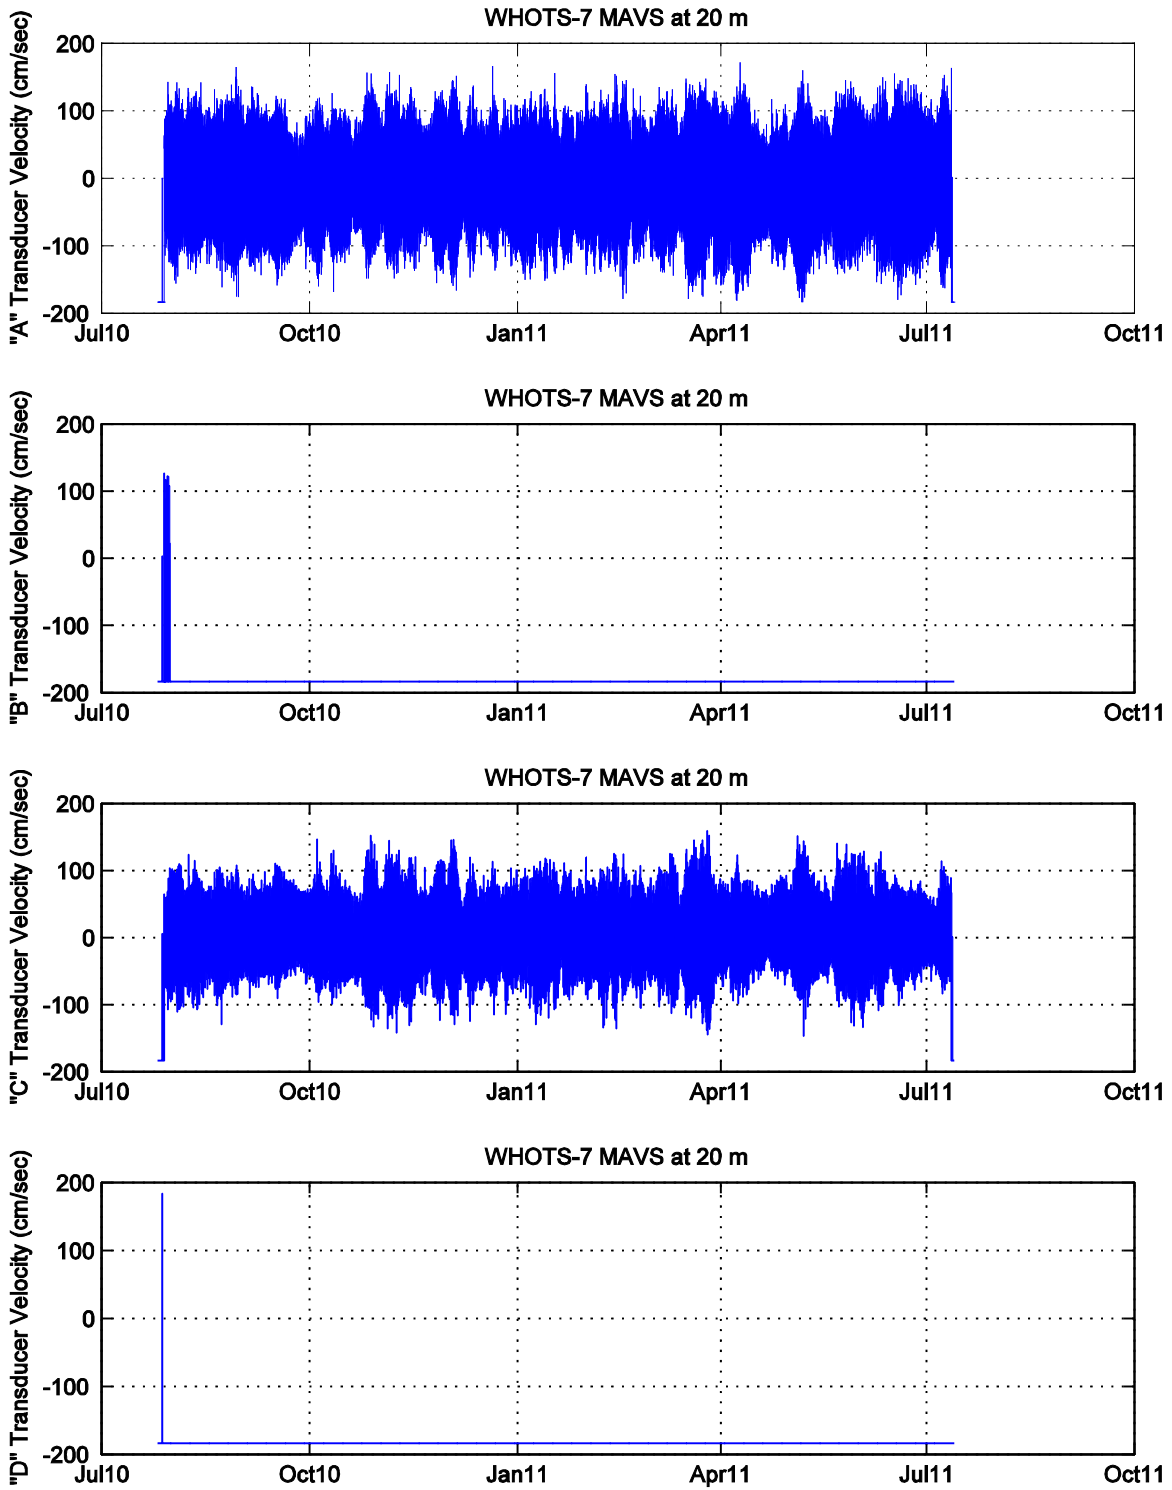 WHOTS-7 MAVS at 20 m
"A" Transducer Velocity (cm/sec)
200
100
0
-100
-200
Jul10 Oct10 Jan11 Apr11 Jul11 Oct11
WHOTS-7 MAVS at 20 m
"B" Transducer Velocity (cm/sec)
200
100
0
-100
-200
Jul10 Oct10 Jan11 Apr11 Jul11 Oct11
WHOTS-7 MAVS at 20 m
"C" Transducer Velocity (cm/sec)
200
100
0
-100
-200
Jul10 Oct10 Jan11 Apr11 Jul11 Oct11
WHOTS-7 MAVS at 20 m
"D" Transducer Velocity (cm/sec)
200
100
0
-100
-200
Jul10 Oct10 Jan11 Apr11 Jul11 Oct11